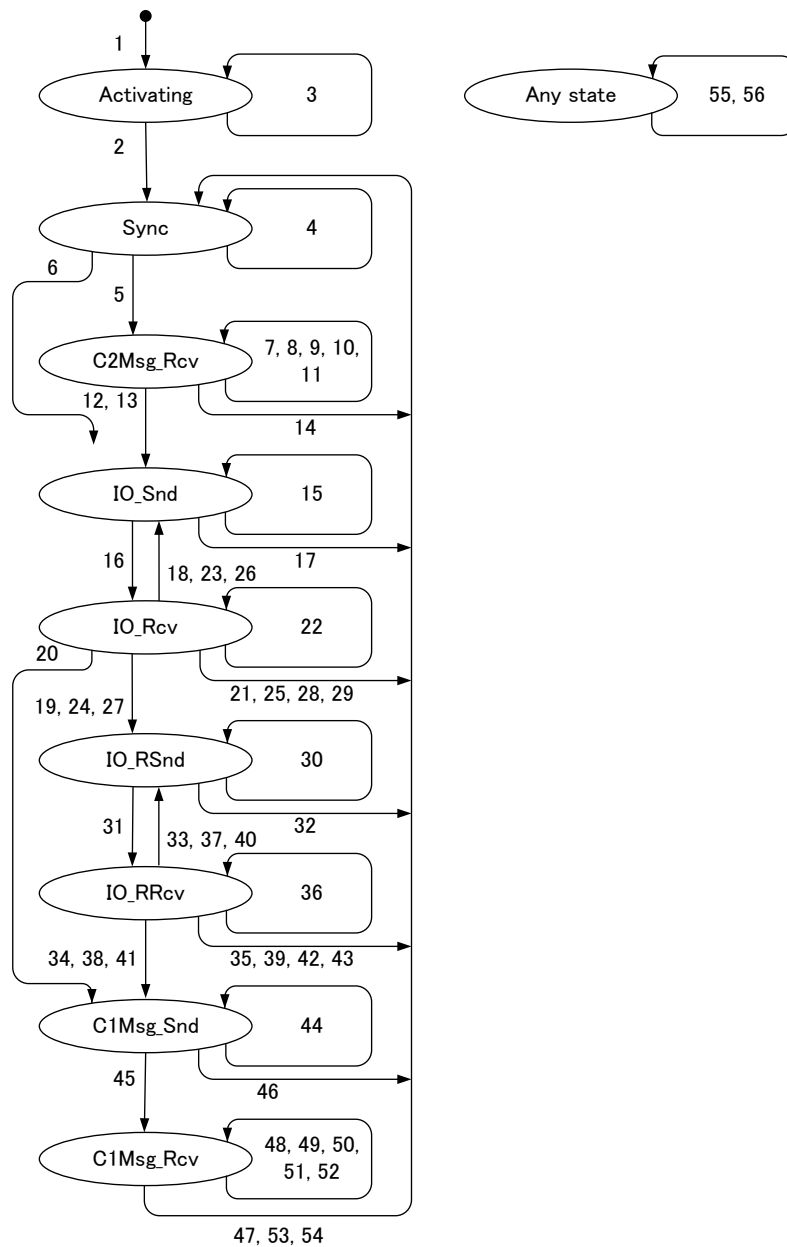 1
Activating
3
Any state
55, 56
2
Sync
4
6
5
C2Msg_Rcv
7, 8, 9, 10,
11
12, 13
14
IO_Snd
15
16
17
18, 23, 26
IO_Rcv
22
20
19, 24, 27
21, 25, 28, 29
IO_RSnd
30
31
32
33, 37, 40
IO_RRcv
36
34, 38, 41
35, 39, 42, 43
C1Msg_Snd
44
45
46
C1Msg_Rcv
48, 49, 50,
51, 52
47, 53, 54